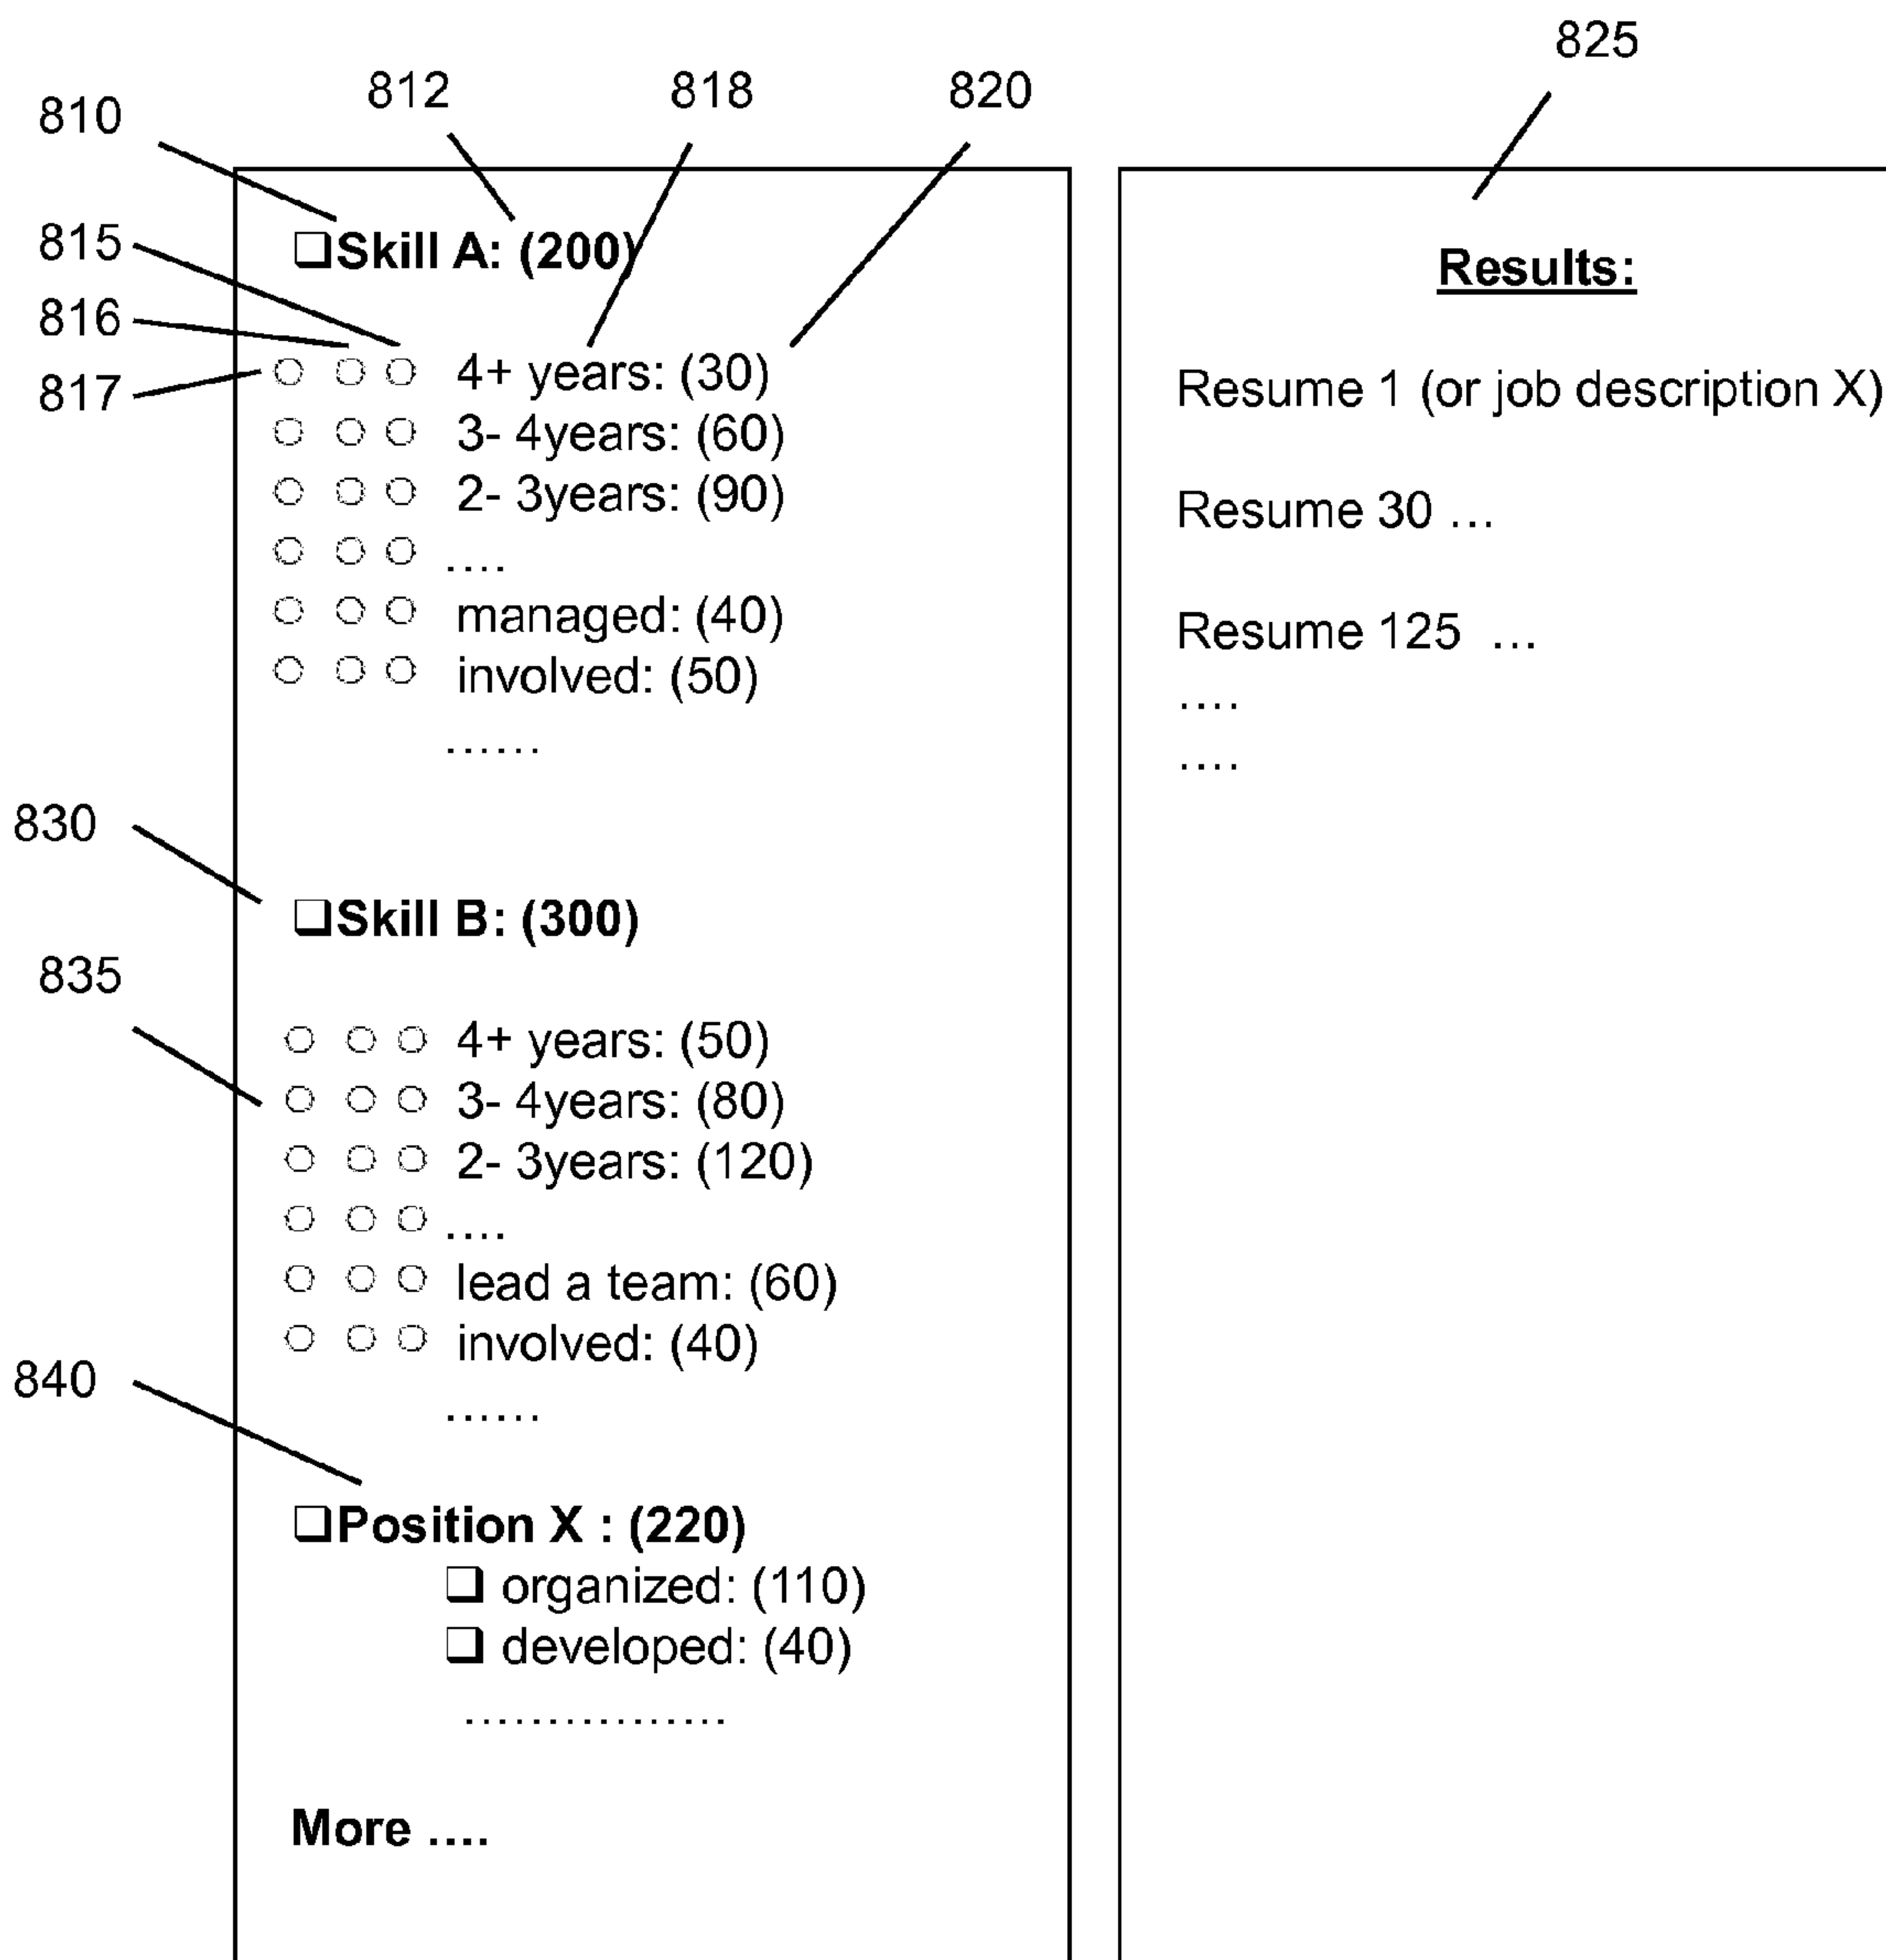 825
812 818 820
810
❑Skill A: (200)
815
Results:
816
817
4+ years: (30)
Resume 1 (or job description X)
3- 4years: (60)
2- 3years: (90)
Resume 30 ...
....
managed: (40)
Resume 125 ...
involved: (50)
....
......
....
830
❑Skill B: (300)
835
4+ years: (50)
3- 4years: (80)
2- 3years: (120)
....
lead a team: (60)
involved: (40)
840
......
❑Position X : (220)
❑ organized: (110)
❑ developed: (40)
................
More ....